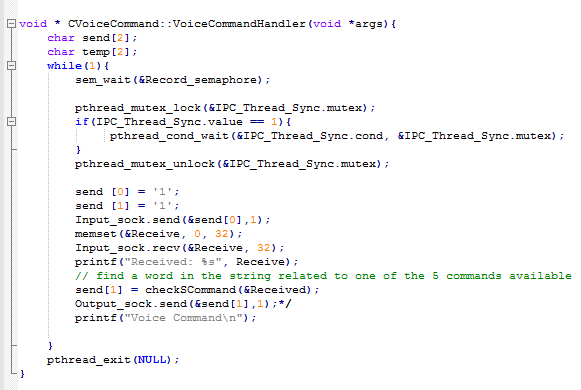 void * CVoiceCommand::VoiceCommandHandler(void *args){
    char send[2];
    char temp[2];
    while(1){
        sem_wait(&Record_semaphore);

        pthread_mutex_lock(&IPC_Thread_Sync.mutex);
        if(IPC_Thread_Sync.value == 1){
            pthread_cond_wait(&IPC_Thread_Sync.cond, &IPC_Thread_Sync.mutex);
        }
        pthread_mutex_unlock(&IPC_Thread_Sync.mutex);

        send [0] = '1';
        send [1] = '1';
        Input_sock.send(&send[0],1);
        memset(&Receive, 0, 32);
        Input_sock.recv(&Receive, 32);
        printf("Received: %s", Receive);
        // find a word in the string related to one of the 5 commands available
        send[1] = checkSCommand(&Received);
        Output_sock.send(&send[1],1);*/
        printf("Voice Command\n");

    }
    pthread_exit(NULL);
}